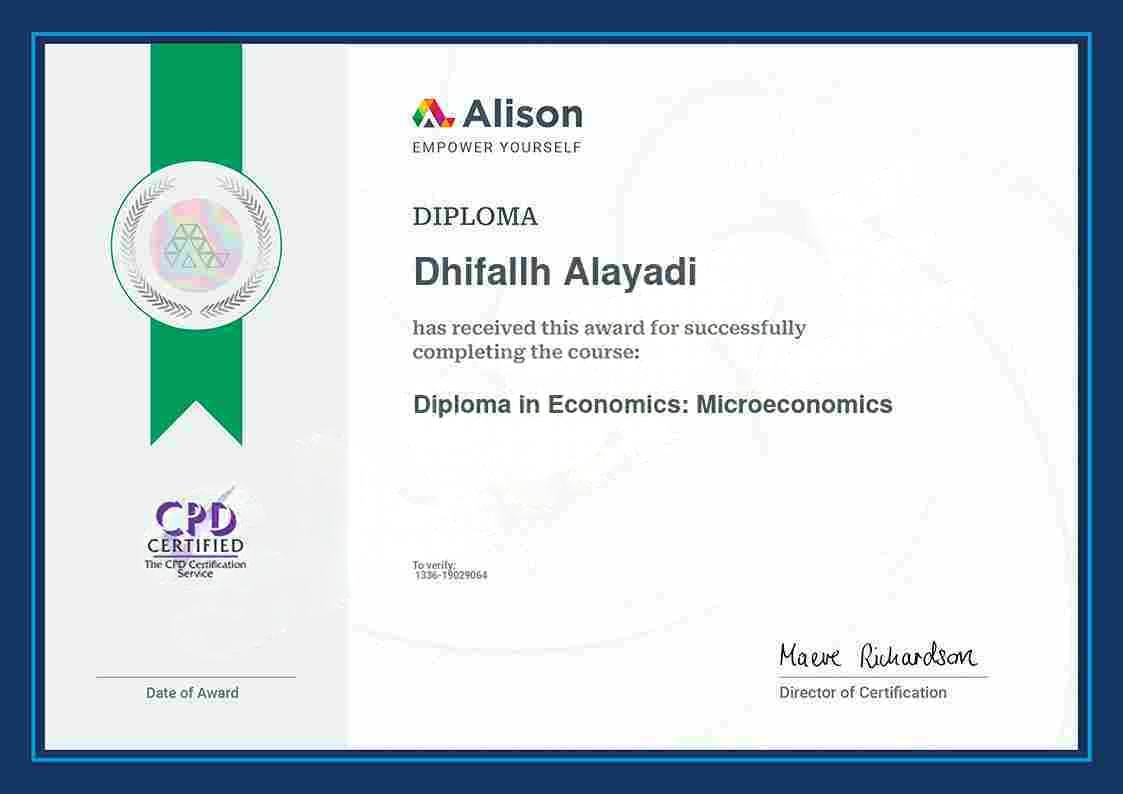 Alison
EMPOWER YOURSELF
DIPLOMA
Dhifallh Alayadi
has received this award for successfully
completing the course:
Diploma in Economics: Microeconomics
CPD
CERTIFIED
The CPD Certification
Service
To verify:
1336-19029064
Maeve Richardson
Date of Award
Director of Certification